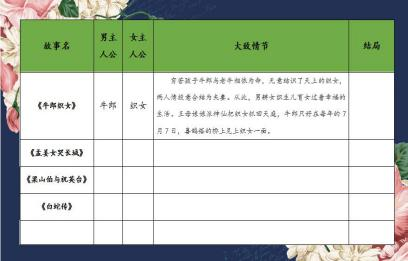 故事名 男主人公 女主人公 大致情节 结局
《牛郎织女》 牛郎 织女
穷苦孩子牛郎与老牛相依为命，无意结识了天上的织女，
两人情投意合结为夫妻。从此，男耕女织生儿育女过着幸福的
生活。王母娘娘派神仙把织女抓回天庭，牛郎只好在每年的7
月7日，喜鹊搭的桥上见上织女一面。
《孟姜女哭长城》
《梁山伯与祝英台》
《白蛇传》